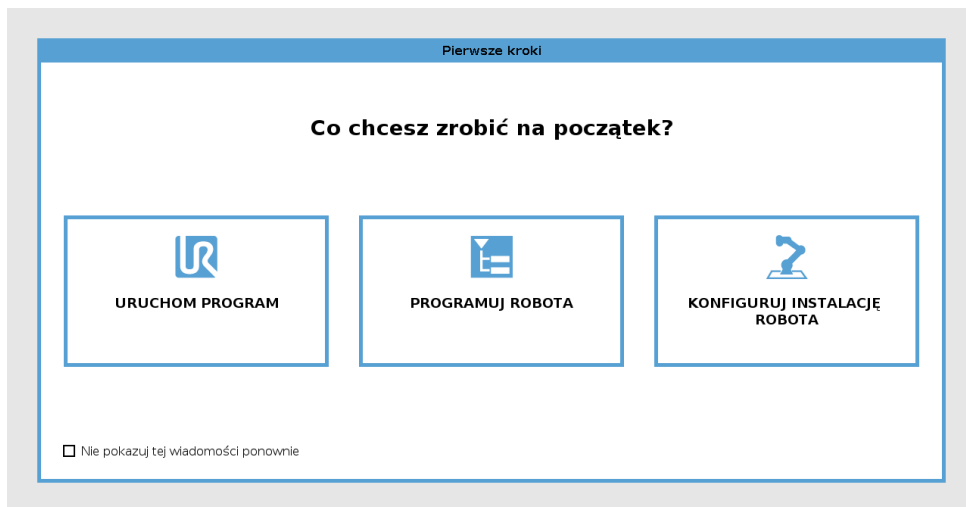 Pierwsze kroki
Co chcesz zrobić na początek?
URUCHOM PROGRAM
PROGRAMUJ ROBOTA
KONFIGURUJ INSTALACJĘ
ROBOTA
Nie pokazuj tej wiadomości ponownie